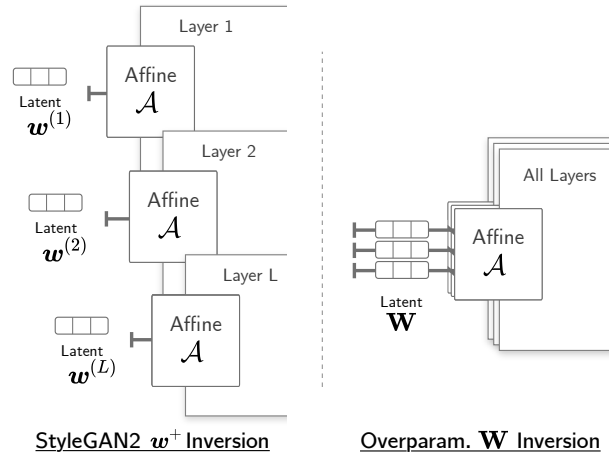 Layer 1
Affine
𝒜
Latent
w^(1)
Layer 2
Affine
𝒜
Latent
w^(2)
Layer L
Affine
𝒜
Latent
w^(L)
StyleGAN2 w^+ Inversion
All Layers
Affine
𝒜
Latent
W
Overparam. W Inversion